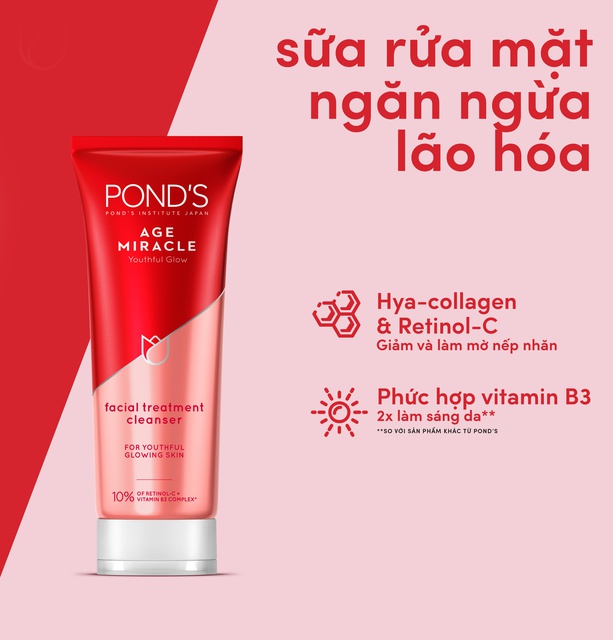 sữa rửa mặt
ngăn ngừa
lão hóa
POND'S
POND'S INSTITUTE JAPAN
AGE
MIRACLE
Youthful Glow
facial treatment
cleanser
FOR YOUTHFUL
GLOWING SKIN
10% OF RETINOL-C +
VITAMIN B3 COMPLEX*
Hya-collagen
& Retinol-C
Giảm và làm mờ nếp nhăn
Phức hợp vitamin B3
2x làm sáng da**
**SO VỚI SẢN PHẨM KHÁC TỪ POND'S